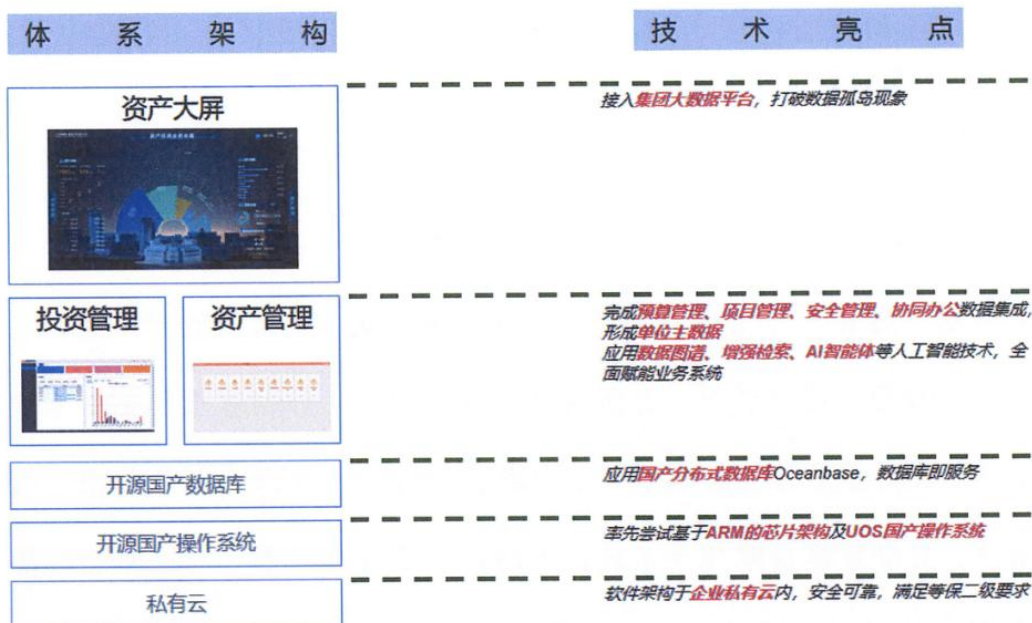 体系架构
技术亮点
资产大屏
接入集团大数据平台，打破数据孤岛现象
投资管理
资产管理
完成预算管理、项目管理、安全管理、协同办公数据集成，
形成单位主数据
应用数据图谱、增强检索、AI智能体等人工智能技术，全
面赋能业务系统
开源国产数据库
应用国产分布式数据库Oceanbase，数据库即服务
开源国产操作系统
率先尝试基于ARM的芯片架构及UOS国产操作系统
私有云
软件架构于企业私有云内，安全可靠，满足等保二级要求